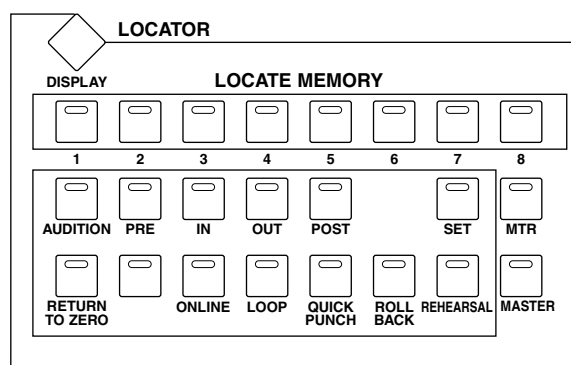 LOCATOR
DISPLAY
LOCATE MEMORY
1 2 3 4 5 6 7 8
AUDITION PRE IN OUT POST SET MTR
RETURN TO ZERO ONLINE LOOP QUICK PUNCH ROLL BACK REHEARSAL MASTER